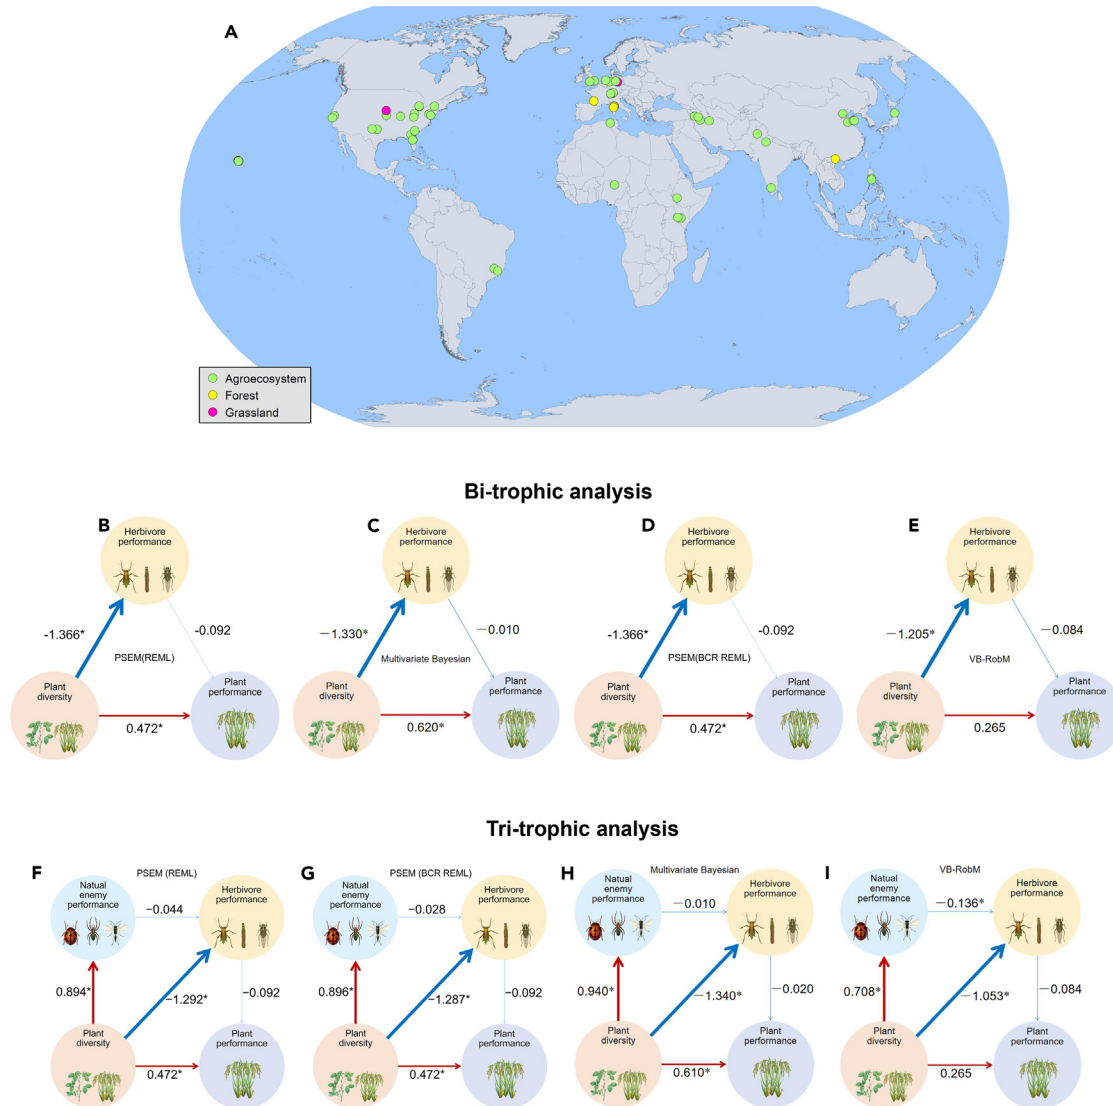 A
Agroecosystem
Forest
Grassland
Bi-trophic analysis
B
Herbivore
performance
-1.366*
-0.092
PSEM(REML)
Plant
diversity
Plant
performance
0.472*
C
Herbivore
performance
−1.330*
−0.010
Multivariate Bayesian
Plant
diversity
Plant
performance
0.620*
D
Herbivore
performance
-1.366*
-0.092
PSEM(BCR REML)
Plant
diversity
Plant
performance
0.472*
E
Herbivore
performance
−1.205*
−0.084
VB-RobM
Plant
diversity
Plant
performance
0.265
Tri-trophic analysis
F
PSEM (REML)
Natual
enemy performance
Herbivore
performance
−0.044
0.894*
−1.292*
−0.092
Plant
diversity
Plant
performance
0.472*
G
PSEM (BCR REML)
Natual
enemy performance
Herbivore
performance
−0.028
0.896*
−1.287*
−0.092
Plant
diversity
Plant
performance
0.472*
H
Multivariate Bayesian
Natual
enemy performance
Herbivore performance
−0.010
0.940*
−1.340*
−0.020
Plant
diversity
Plant performance
0.610*
I
VB-RobM
Natual
enemy performance
Herbivore performance
−0.136*
0.708*
−1.053*
−0.084
Plant
diversity
Plant performance
0.265